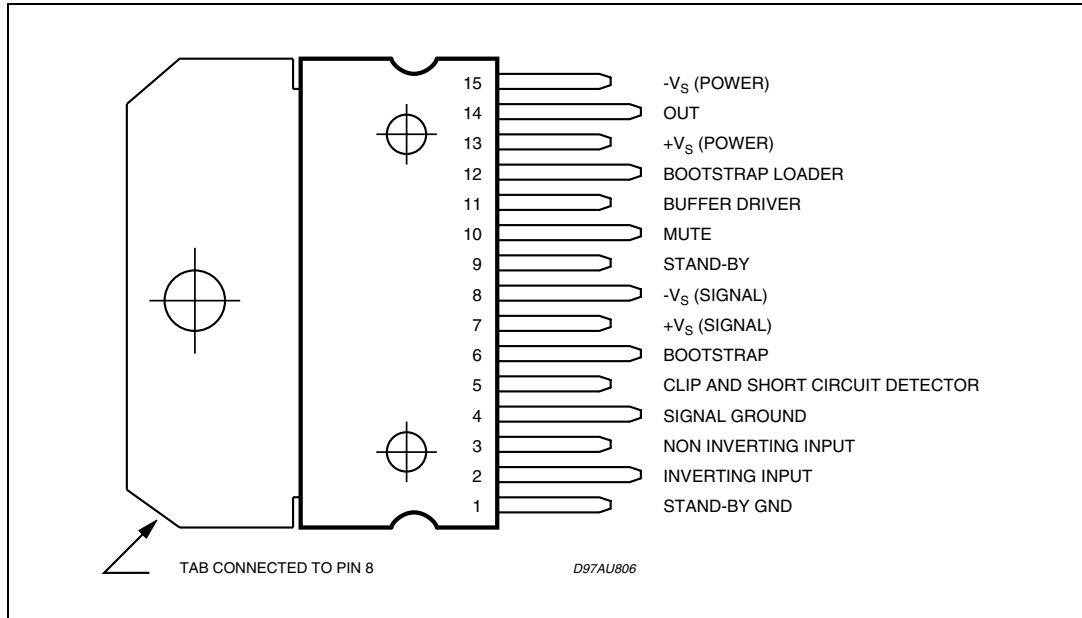 15 -VS (POWER)
14 OUT
13 +VS (POWER)
12 BOOTSTRAP LOADER
11 BUFFER DRIVER
10 MUTE
9 STAND-BY
8 -VS (SIGNAL)
7 +VS (SIGNAL)
6 BOOTSTRAP
5 CLIP AND SHORT CIRCUIT DETECTOR
4 SIGNAL GROUND
3 NON INVERTING INPUT
2 INVERTING INPUT
1 STAND-BY GND
TAB CONNECTED TO PIN 8
D97AU806